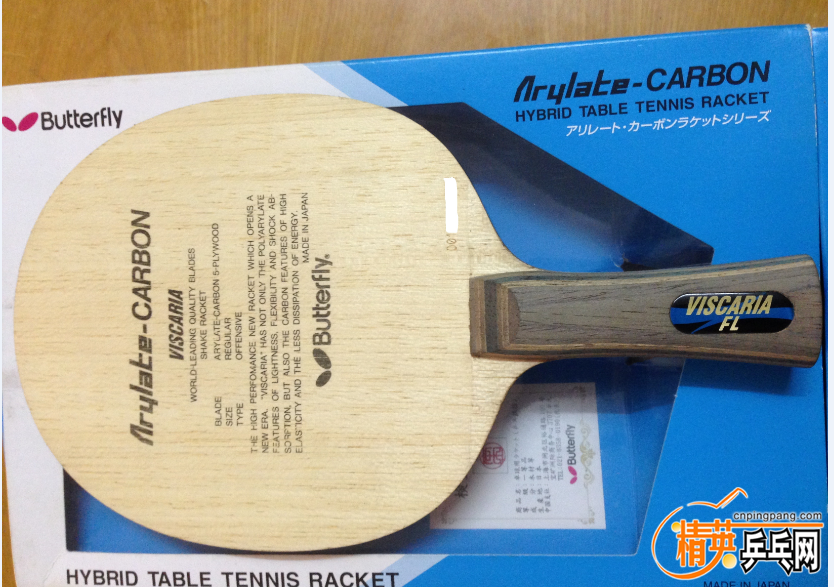 Butterfly
Arylate-CARBON
HYBRID TABLE TENNIS RACKET
アリレート・カーボンラケットシリーズ
Arylate-CARBON
VISCARIA
WORLD-LEADING QUALITY BLADES
SHAKE RACKET
BLADE ARYLATE-CARBON 5-PLYWOOD
SIZE REGULAR
TYPE OFFENSIVE
THE HIGH PERFOMANCE NEW RACKET WHICH OPENS A
NEW ERA. "VISCARIA" HAS NOT ONLY THE POLYARYLATE
FEATURES OF LIGHTNESS, FLEXIBILITY AND SHOCK AB-
SORPTION, BUT ALSO THE CARBON FEATURES OF HIGH
ELASTICITY AND THE LESS DISSIPATION OF ENERGY.
MADE IN JAPAN
Butterfly.
VISCARIA
FL
Butterfly
cnpingpang.com
精英乒乓网
HYBRID TABLE TENNIS RACKET
MADE IN JAPAN